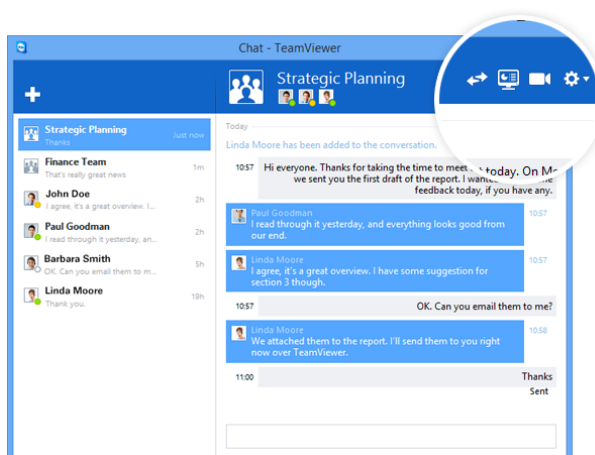 Chat - TeamViewer
Strategic Planning
Strategic Planning
Just now
Thanks
Finance Team
1m
That's really great news
John Doe
2h
I agree, it's a great overview. I...
Paul Goodman
2h
I read through it yesterday, an...
Barbara Smith
5h
OK. Can you email them to m...
Linda Moore
19h
Thank you.
Today
Linda Moore has been added to the conversation.
10:57 Hi everyone. Thanks for taking the time to meet today. On Mo
we sent you the first draft of the report. I
feedback today, if you have any.
Paul Goodman
10:57
I read through it yesterday, and everything looks good from
our end.
Linda Moore
10:57
I agree, it's a great overview. I have some suggestion for
section 3 though.
10:57 OK. Can you email them to me?
Linda Moore
10:58
We attached them to the report. I'll send them to you right
now over TeamViewer.
11:00 Thanks
Sent